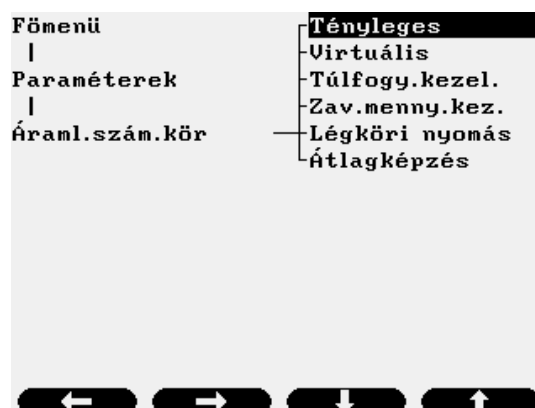 Fömenü
Paraméterek
Áraml.szám.kör
Tényleges
Virtuális
Túlfogy.kezel.
Zav.menny.kez.
Légköri nyomás
Átlagképzés